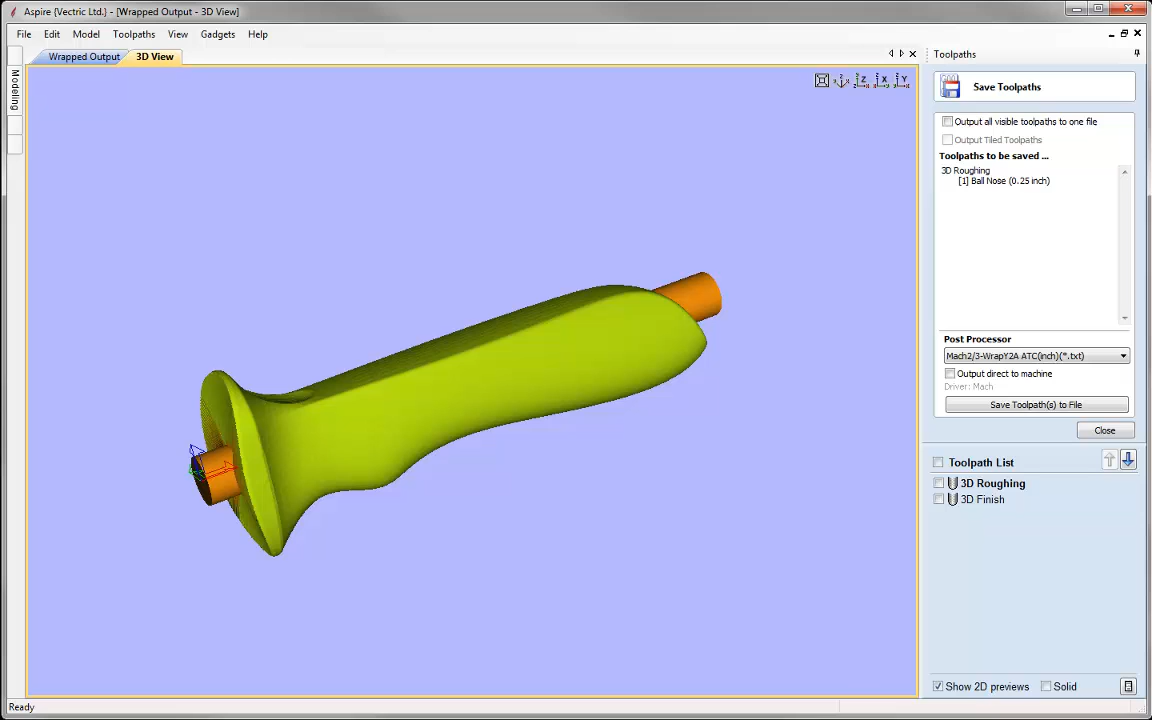 Aspire {Vectric Ltd.} - [Wrapped Output - 3D View]
File Edit Model Toolpaths View Gadgets Help
Wrapped Output 3D View
Modeling
Toolpaths
Save Toolpaths
Output all visible toolpaths to one file
Output Tiled Toolpaths
Toolpaths to be saved ...
3D Roughing
[1] Ball Nose (0.25 inch)
Post Processor
Mach2/3-WrapY2A ATC(inch)(*.txt)
Output direct to machine
Driver: Mach
Save Toolpath(s) to File
Close
Toolpath List
3D Roughing
3D Finish
Show 2D previews Solid
Ready